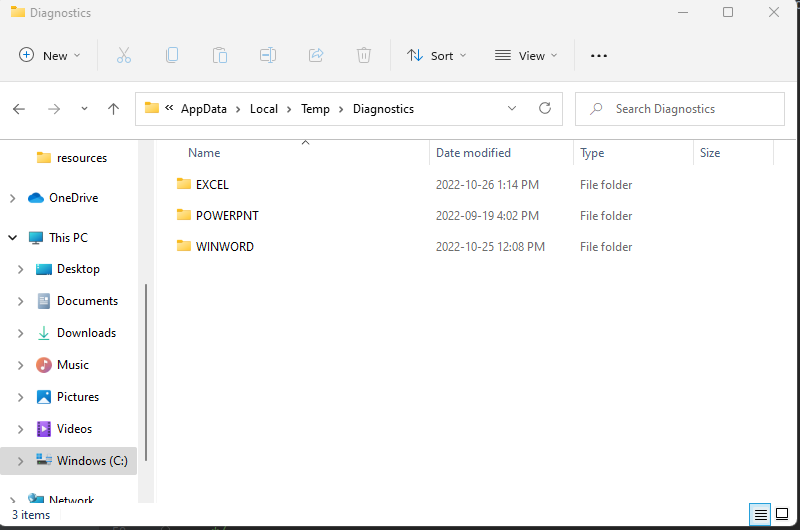 Diagnostics
New Sort View
« AppData > Local > Temp > Diagnostics Search Diagnostics
Name Date modified Type Size
EXCEL 2022-10-26 1:14 PM File folder
POWERPNT 2022-09-19 4:02 PM File folder
WINWORD 2022-10-25 12:08 PM File folder
resources
OneDrive
This PC
Desktop
Documents
Downloads
Music
Pictures
Videos
Windows (C:)
Network
3 items